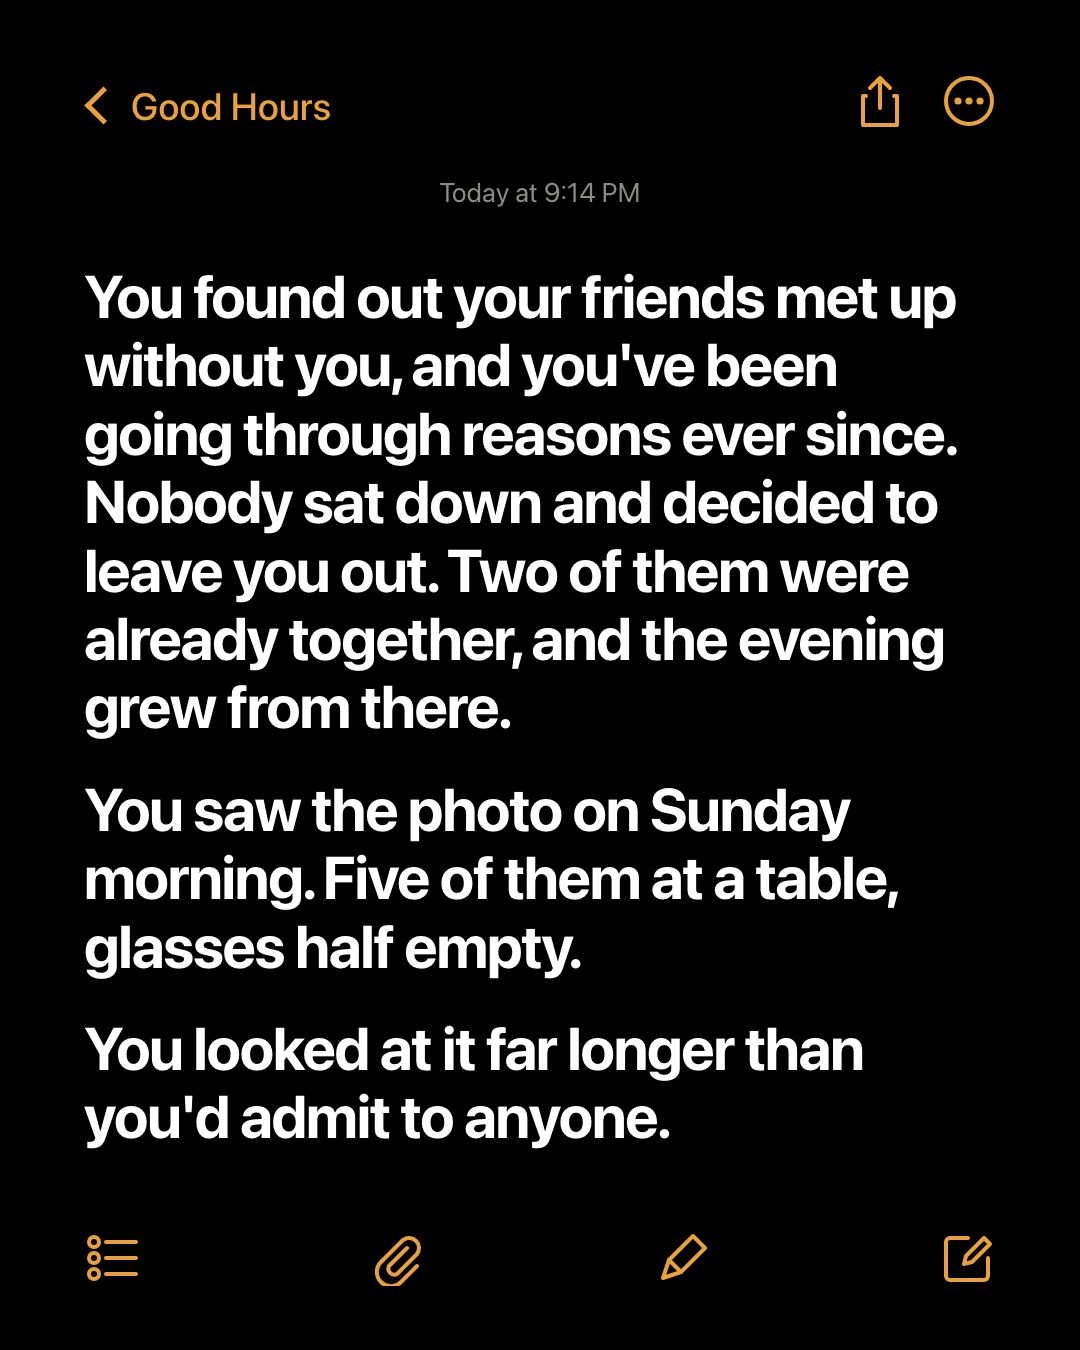 Good Hours
Today at 9:14 PM
You found out your friends met up
without you, and you've been
going through reasons ever since.
Nobody sat down and decided to
leave you out. Two of them were
already together, and the evening
grew from there.
You saw the photo on Sunday
morning. Five of them at a table,
glasses half empty.
You looked at it far longer than
you'd admit to anyone.